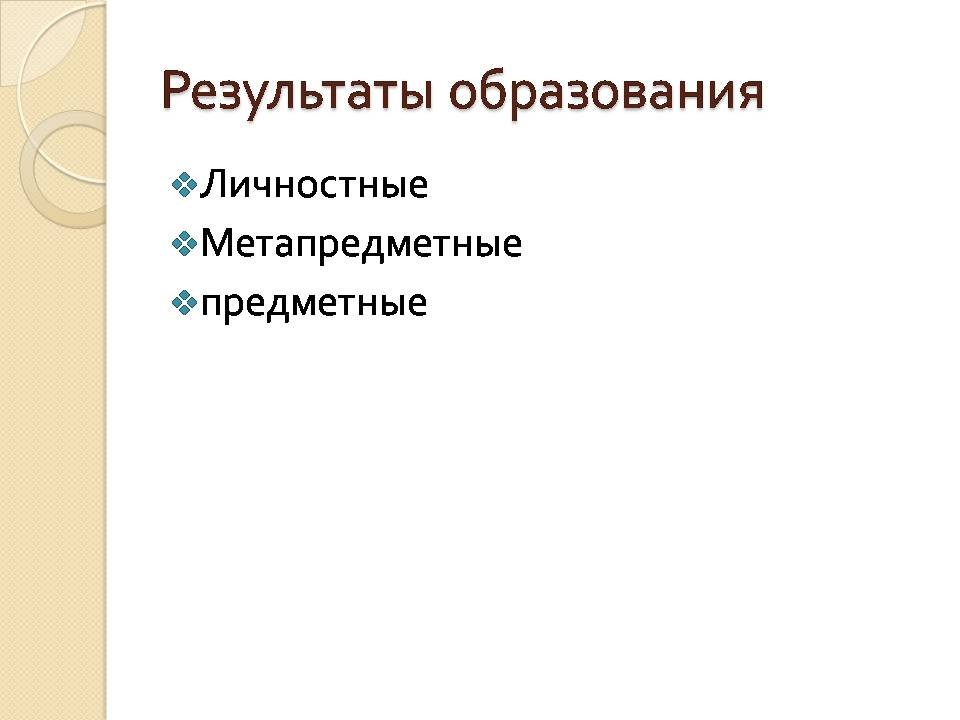 Результаты образования
Личностные
Метапредметные
предметные